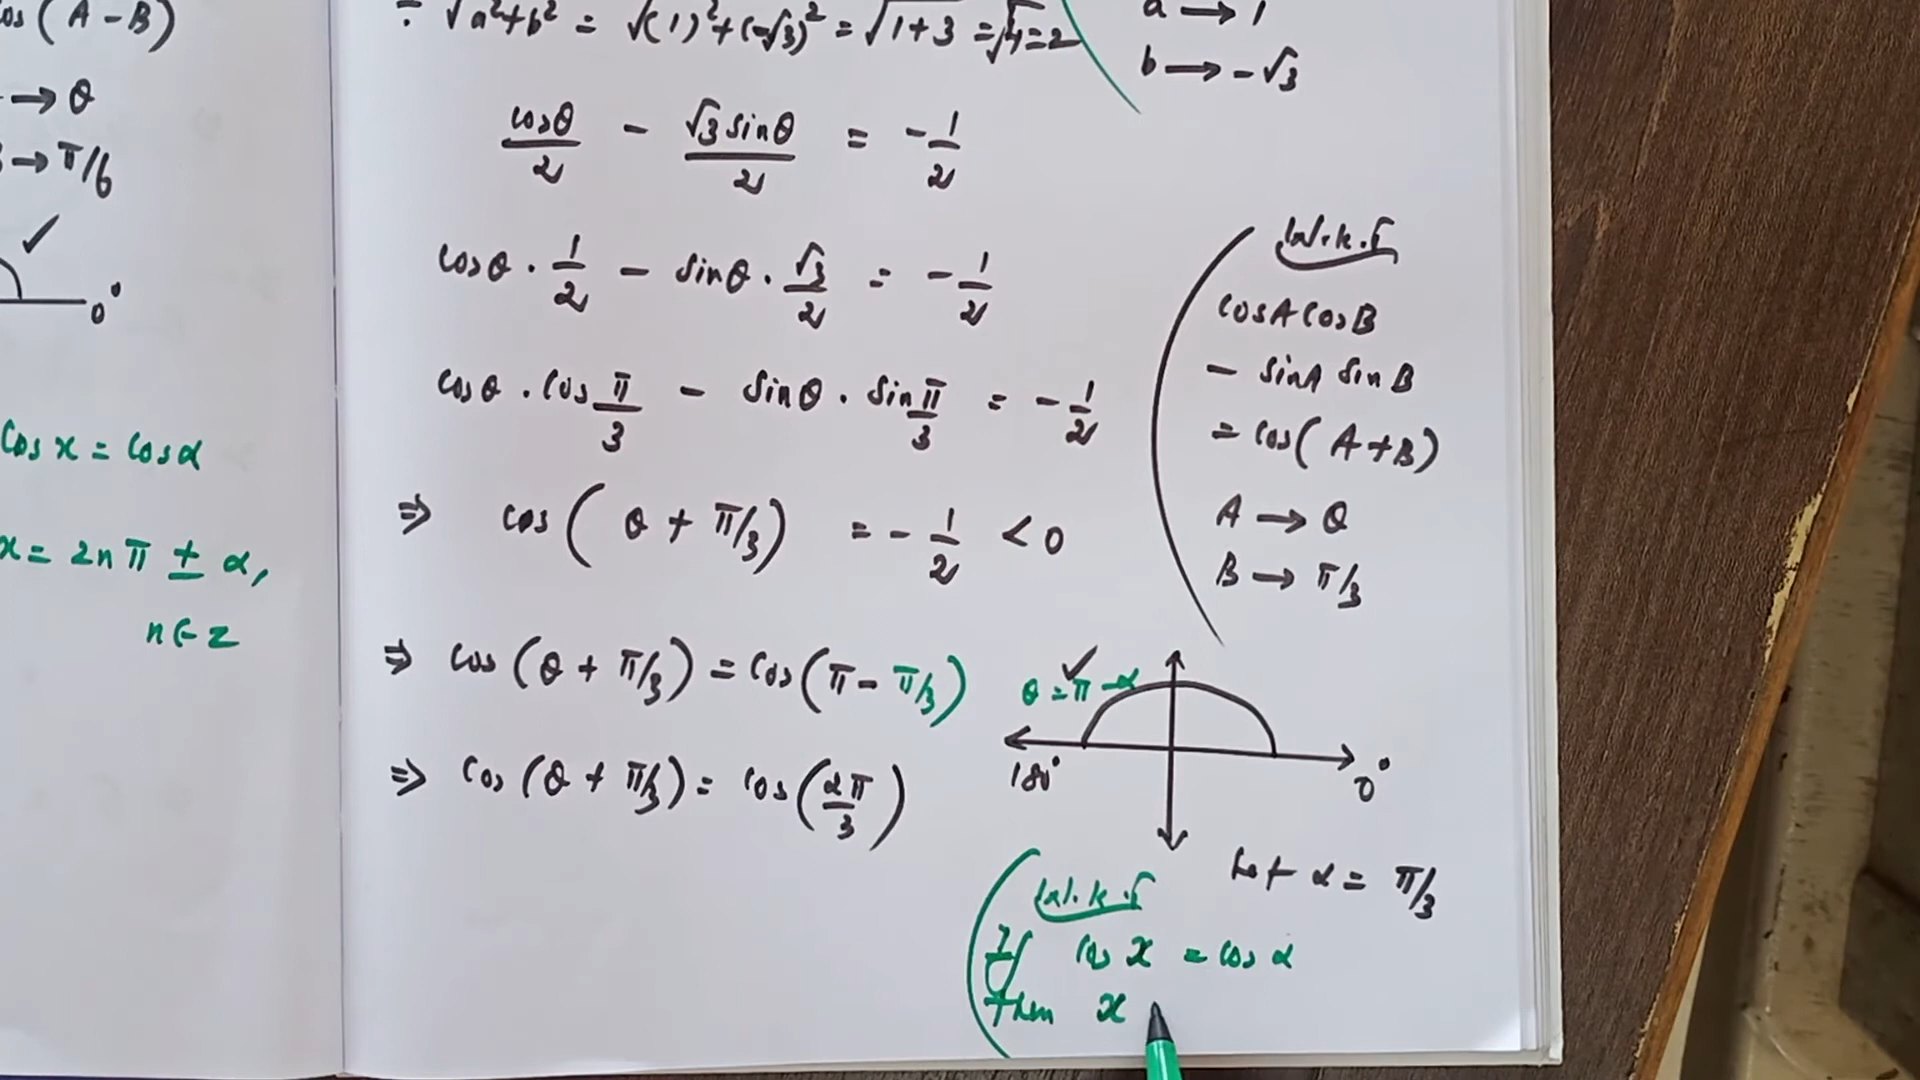 os (A-B)
→ θ
→ π/6
✓
0°
Cos x = cosα
x = 2nπ ± α,
n ∈ z
∵ √a²+b² = √(1)²+(-√3)² = √1+3 = √4 = 2
a → 1
b → -√3
cosθ/2 - √3 sinθ/2 = -1/2
cosθ · 1/2 - sinθ · √3/2 = -1/2
cosθ · cos π/3 - sinθ · sin π/3 = -1/2
⇒ cos(θ + π/3) = -1/2 < 0
⇒ cos(θ + π/3) = cos(π - π/3)
⇒ cos(θ + π/3) = cos(2π/3)
W.k.T
cosA cosB
- sinA sinB
= cos(A+B)
A → θ
B → π/3
θ = π-α ✓
180° 0°
Let α = π/3
W.k.T
If cos x = cos α
Then x